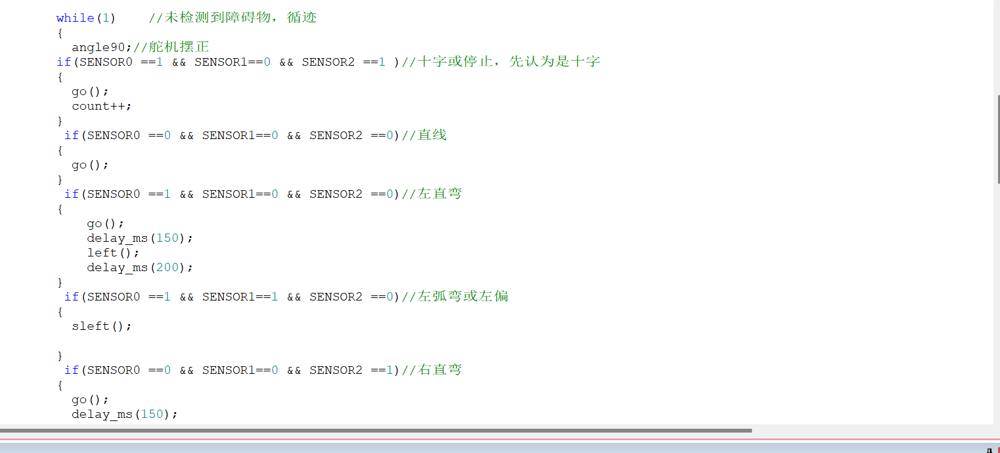 while(1)    //未检测到障碍物，循迹
{
  angle90;//舵机摆正
if(SENSOR0 ==1 && SENSOR1==0 && SENSOR2 ==1 )//十字或停止，先认为是十字
{
  go();
  count++;
}
 if(SENSOR0 ==0 && SENSOR1==0 && SENSOR2 ==0)//直线
{
  go();
}
 if(SENSOR0 ==1 && SENSOR1==0 && SENSOR2 ==0)//左直弯
{
    go();
    delay_ms(150);
    left();
    delay_ms(200);
}
 if(SENSOR0 ==1 && SENSOR1==1 && SENSOR2 ==0)//左弧弯或左偏
{
  sleft();
}
 if(SENSOR0 ==0 && SENSOR1==0 && SENSOR2 ==1)//右直弯
{
  go();
  delay_ms(150);